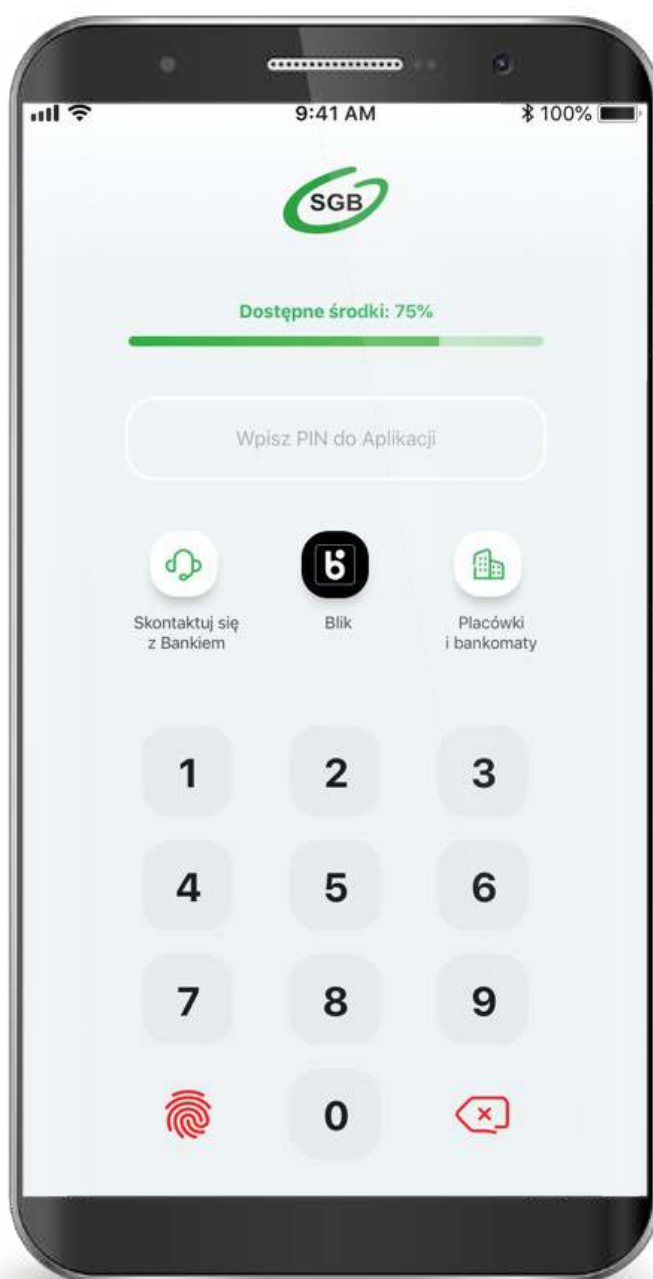 9:41 AM
100%
SGB
Dostępne środki: 75%
Wpisz PIN do Aplikacji
Skontaktuj się
z Bankiem
Blik
Placówki
i bankomaty
1 2 3
4 5 6
7 8 9
0